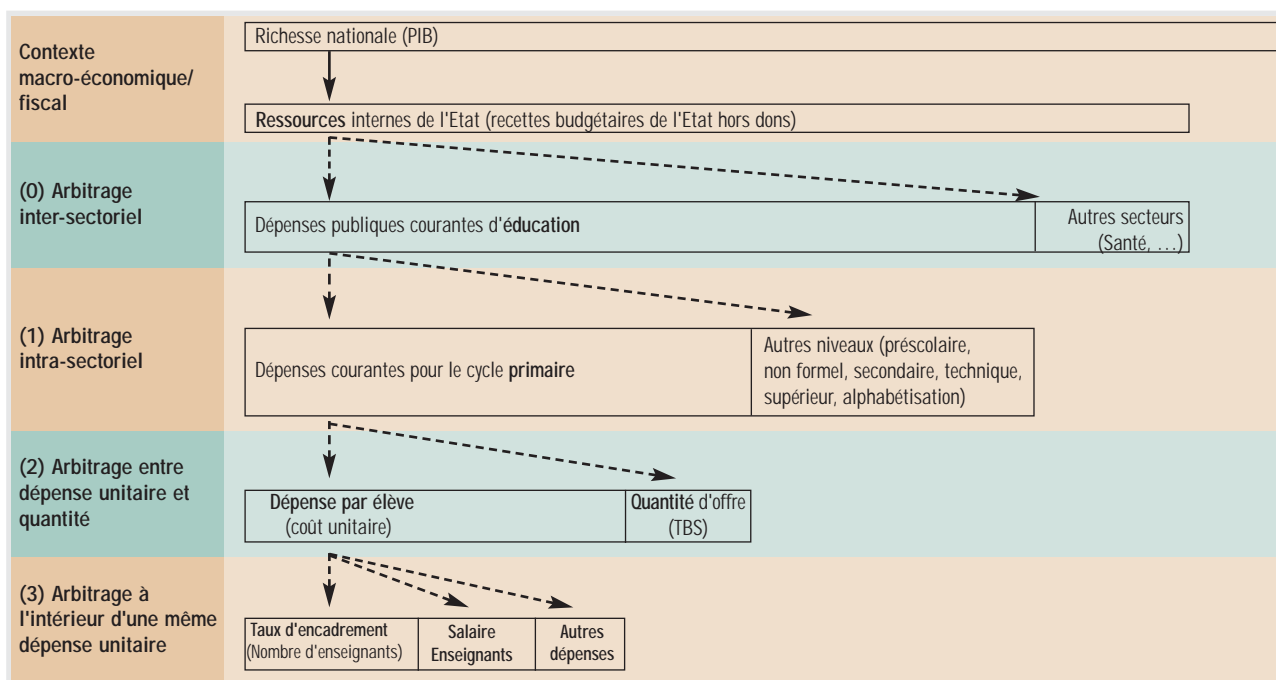 Contexte
macro-économique/
fiscal
Richesse nationale (PIB)
Ressources internes de l'Etat (recettes budgétaires de l'Etat hors dons)
(0) Arbitrage
inter-sectoriel
Dépenses publiques courantes d'éducation
Autres secteurs
(Santé, …)
(1) Arbitrage
intra-sectoriel
Dépenses courantes pour le cycle primaire
Autres niveaux (préscolaire,
non formel, secondaire, technique,
supérieur, alphabétisation)
(2) Arbitrage entre
dépense unitaire et
quantité
Dépense par élève
(coût unitaire)
Quantité d'offre
(TBS)
(3) Arbitrage à
l'intérieur d'une même
dépense unitaire
Taux d'encadrement
(Nombre d'enseignants)
Salaire
Enseignants
Autres
dépenses